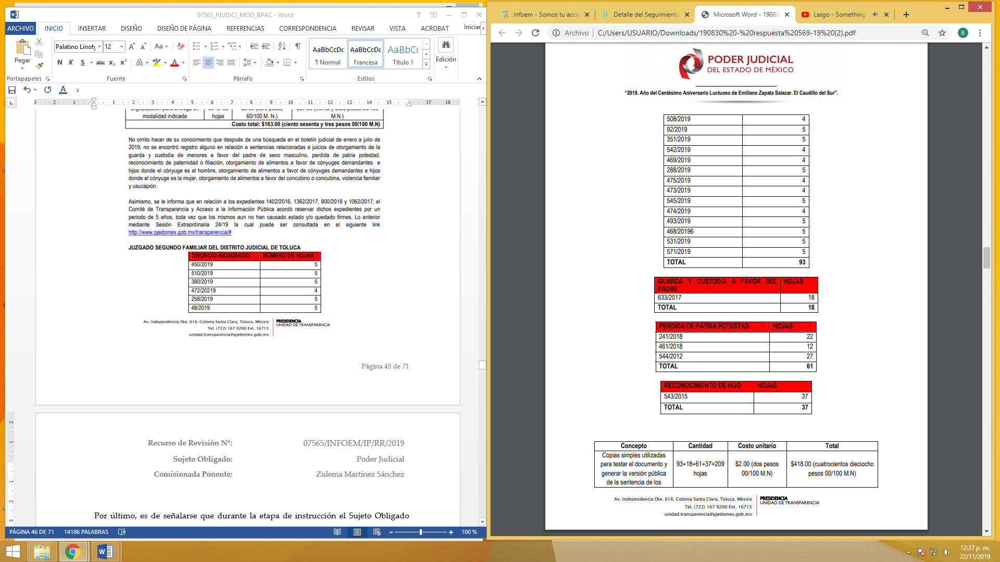 07565_PJUDICI_MOD_BPAC - Word
ARCHIVO INICIO INSERTAR DISEÑO DISEÑO DE PÁGINA REFERENCIAS CORRESPONDENCIA REVISAR VISTA ACROBAT Iniciar
Palatino Linoty 12
Pegar
AaBbCcDc AaBbCcDc AaBbCc
¶ Normal Francesa Título 1
Edición
N K S abc x₂ x²
Portapapeles Fuente Párrafo Estilos
3 2 1 1 2 3 4 5 6 7 8 9 10 11 12 13 14 15 17 18
modalidad indicada hojas 60/100 M. N.) M.N.)
Costo total: $163.00 (ciento sesenta y tres pesos 00/100 M.N)
No omito hacer de su conocimiento que después de una búsqueda en el boletín judicial de enero a julio de
2019, no se encontró registro alguno en relación a sentencias relacionadas a juicios de otorgamiento de la
guarda y custodia de menores a favor del padre de sexo masculino, perdida de patria potestad,
reconocimiento de paternidad o filiación, otorgamiento de alimentos a favor de cónyuges demandantes e
hijos donde el cónyuge es el hombre, otorgamiento de alimentos a favor de cónyuges demandantes e hijos
donde el cónyuge es la mujer, otorgamiento de alimentos a favor del concubino o concubina, violencia familiar
y usucapión.
Asimismo, se le informa que en relación a los expedientes 1402/2016, 1362/2017, 800/2018 y 1062/2017, el
Comité de Transparencia y Acceso a la Información Pública acordó reservar dichos expedientes por un
periodo de 5 años, toda vez que los mismos aun no han causado estado y/o quedado firmes. Lo anterior
mediante Sesión Extraordinaria 24/19 la cual puede ser consultada en el siguiente link
http://www.pjedomex.gob.mx/transparencia/#
JUZGADO SEGUNDO FAMILIAR DEL DISTRITO JUDICIAL DE TOLUCA
DIVORCIO INCAUSADO NÚMERO DE HOJAS
450/2019 5
510/2019 5
380/2019 5
472/20219 4
258/2019 5
48/2019 5
Av. Independencia Ote. 616. Colonia Santa Clara, Toluca, México
Tel. (722) 167 9200 Ext. 16715
unidad.transparencia@pjedomex.gob.mx
PRESIDENCIA
UNIDAD DE TRANSPARENCIA
Página 45 de 71
Recurso de Revisión N°: 07565/INFOEM/IP/RR/2019
Sujeto Obligado: Poder Judicial
Comisionada Ponente: Zulema Martínez Sánchez
Por último, es de señalarse que durante la etapa de instrucción el Sujeto Obligado
PÁGINA 46 DE 71 14186 PALABRAS 100 %
Infoem - Somos tu acce Detalle del Seguimiento Microsoft Word - 19083 Lasgo - Something
Archivo C:/Users/USUARIO/Downloads/190830%20-%20respuesta%20569-19%20(2).pdf B
PODER JUDICIAL
DEL ESTADO DE MÉXICO
“2019. Año del Centésimo Aniversario Luctuoso de Emiliano Zapata Salazar. El Caudillo del Sur”.
508/2019 4
92/2019 5
351/2019 5
542/2019 4
469/2019 4
288/2019 5
475/2019 4
473/2019 4
545/2019 5
474/2019 4
493/2019 5
468/20196 5
531/2019 5
571/2019 5
TOTAL 93
GUARDA Y CUSTODIA A FAVOR DEL HOJAS
PADRE
633/2017 18
TOTAL 18
PERDIDA DE PATRIA POTESTAD HOJAS
241/2018 22
461/2018 12
544/2012 27
TOTAL 61
RECONOCIMEINTO DE HIJO HOJAS
543/2015 37
TOTAL 37
Concepto Cantidad Costo unitario Total
Copias simples utilizadas
para testar el documento y
generar la versión pública
de la sentencia de los
93+18+61+37=209
hojas
$2.00 (dos pesos
00/100 M.N)
$418.00 (cuatrocientos dieciocho
pesos 00/100 M.N)
Av. Independencia Ote. 616. Colonia Santa Clara, Toluca, México
Tel. (722) 167 9200 Ext. 16715
unidad.transparencia@pjedomex.gob.mx
PRESIDENCIA
UNIDAD DE TRANSPARENCIA
12:37 p. m.
22/11/2019